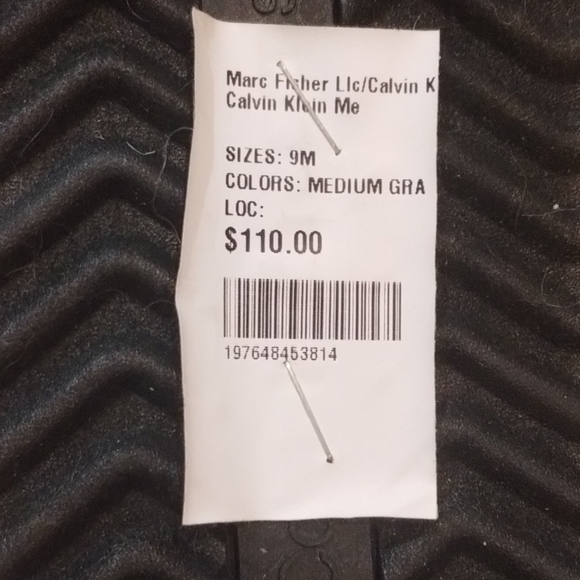 Marc Fisher Llc/Calvin K
Calvin Klein Me
SIZES: 9M
COLORS: MEDIUM GRA
LOC:
$110.00
197648453814